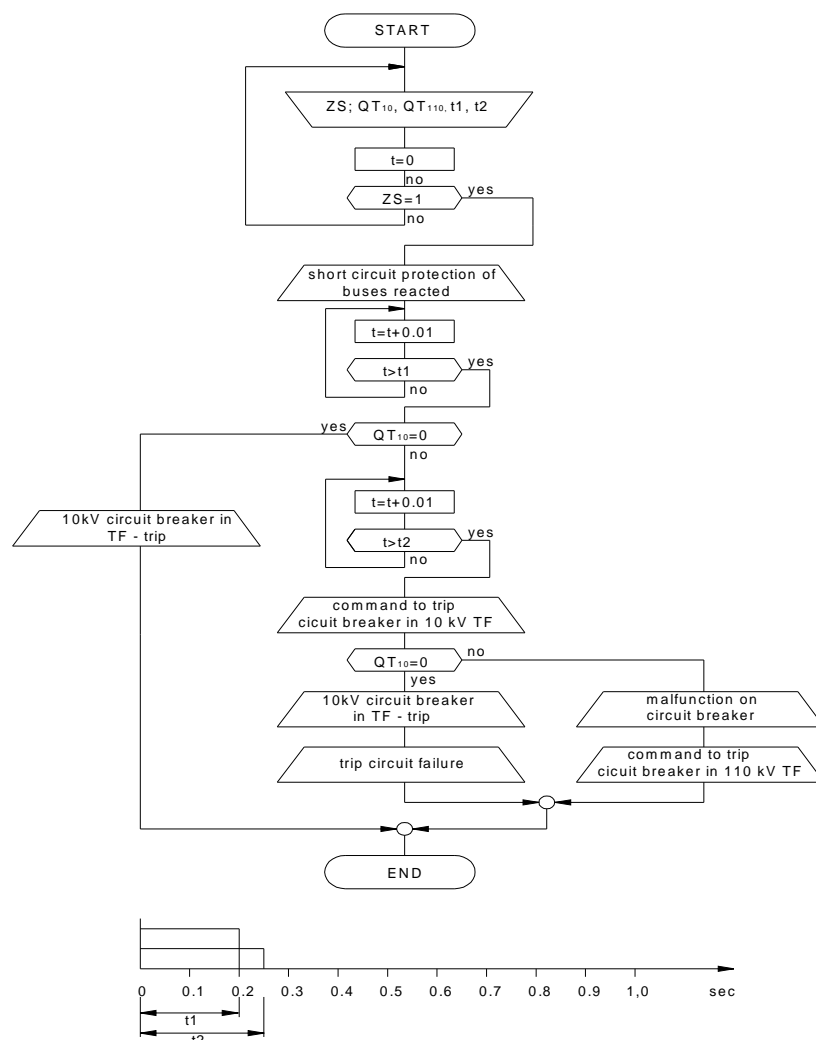 START
ZS; QT10, QT110, t1, t2
t=0
no
ZS=1
yes
no
short circuit protection of
buses reacted
t=t+0.01
t>t1
yes
no
yes
QT10=0
no
t=t+0.01
10kV circuit breaker in
TF - trip
t>t2
yes
no
command to trip
cicuit breaker in 10 kV TF
QT10=0
no
yes
10kV circuit breaker
in TF - trip
malfunction on
circuit breaker
trip circuit failure
command to trip
cicuit breaker in 110 kV TF
END
0 0.1 0.2 0.3 0.4 0.5 0.6 0.7 0.8 0.9 1,0 sec
t1
t2